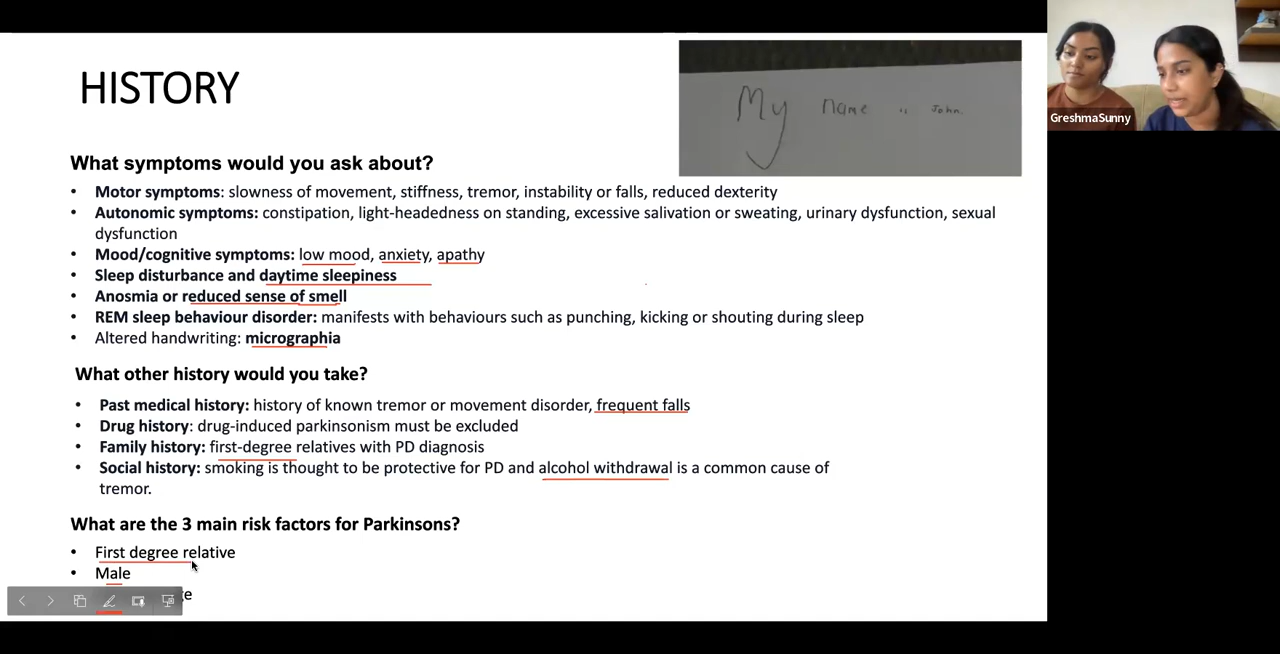 HISTORY
My name is John.
GreshmaSunny
What symptoms would you ask about?
• Motor symptoms: slowness of movement, stiffness, tremor, instability or falls, reduced dexterity
• Autonomic symptoms: constipation, light-headedness on standing, excessive salivation or sweating, urinary dysfunction, sexual
dysfunction
• Mood/cognitive symptoms: low mood, anxiety, apathy
• Sleep disturbance and daytime sleepiness
• Anosmia or reduced sense of smell
• REM sleep behaviour disorder: manifests with behaviours such as punching, kicking or shouting during sleep
• Altered handwriting: micrographia
What other history would you take?
• Past medical history: history of known tremor or movement disorder, frequent falls
• Drug history: drug-induced parkinsonism must be excluded
• Family history: first-degree relatives with PD diagnosis
• Social history: smoking is thought to be protective for PD and alcohol withdrawal is a common cause of
tremor.
What are the 3 main risk factors for Parkinsons?
• First degree relative
• Male